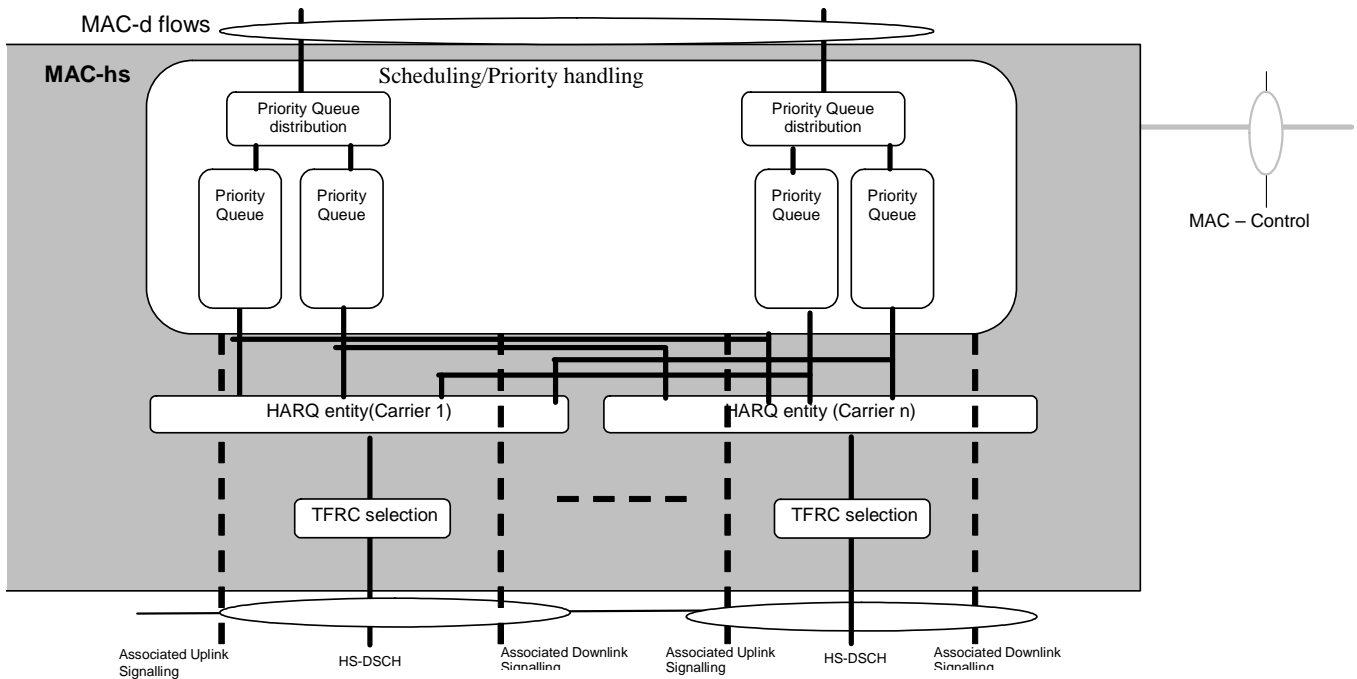 MAC-d flows
MAC-hs
Scheduling/Priority handling
Priority Queue
distribution
Priority Queue
distribution
Priority
Queue
Priority
Queue
Priority
Queue
Priority
Queue
MAC – Control
HARQ entity(Carrier 1)
HARQ entity (Carrier n)
TFRC selection
TFRC selection
Associated Uplink
Signalling
HS-DSCH
Associated Downlink
Signalling
Associated Uplink
Signalling
HS-DSCH
Associated Downlink
Signalling